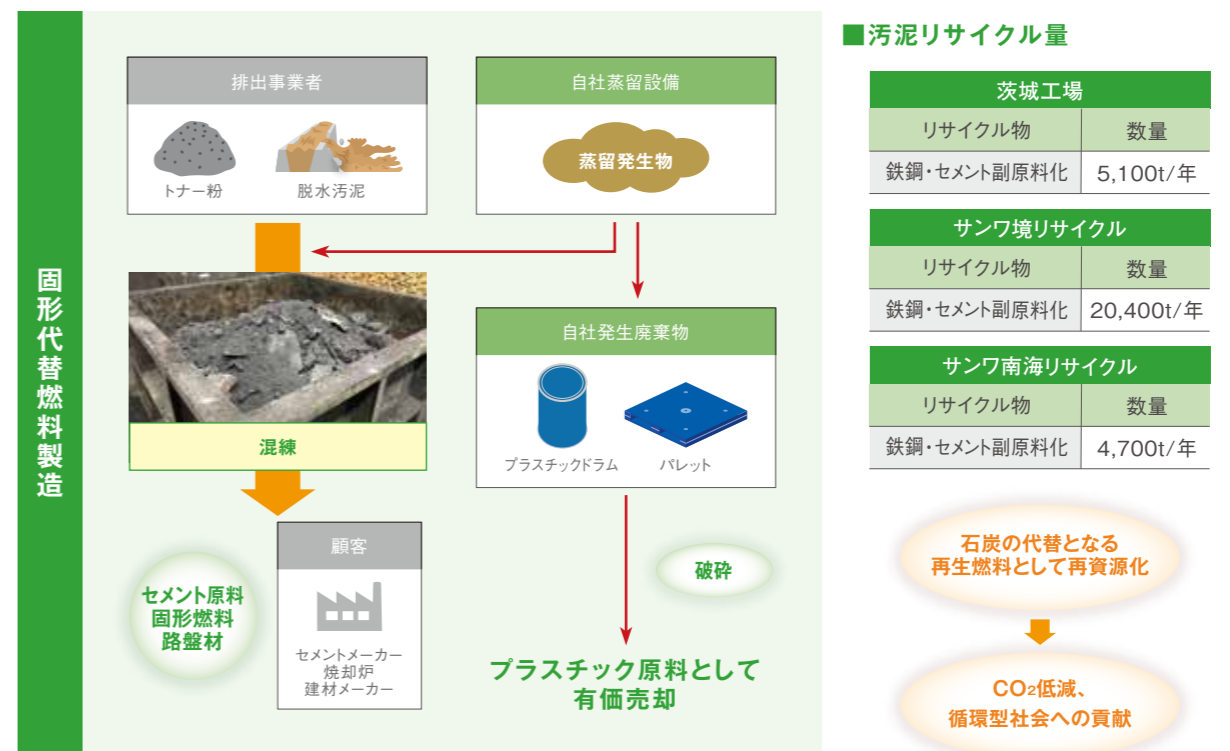 固形代替燃料製造
排出事業者
トナー粉
脱水汚泥
自社蒸留設備
蒸留発生物
混練
自社発生廃棄物
プラスチックドラム
パレット
セメント原料
固形燃料
路盤材
顧客
セメントメーカー
焼却炉
建材メーカー
破砕
プラスチック原料として
有価売却
■汚泥リサイクル量
茨城工場
リサイクル物 数量
鉄鋼・セメント副原料化 5,100t/年
サンワ境リサイクル
リサイクル物 数量
鉄鋼・セメント副原料化 20,400t/年
サンワ南海リサイクル
リサイクル物 数量
鉄鋼・セメント副原料化 4,700t/年
石炭の代替となる
再生燃料として再資源化
CO₂低減、
循環型社会への貢献